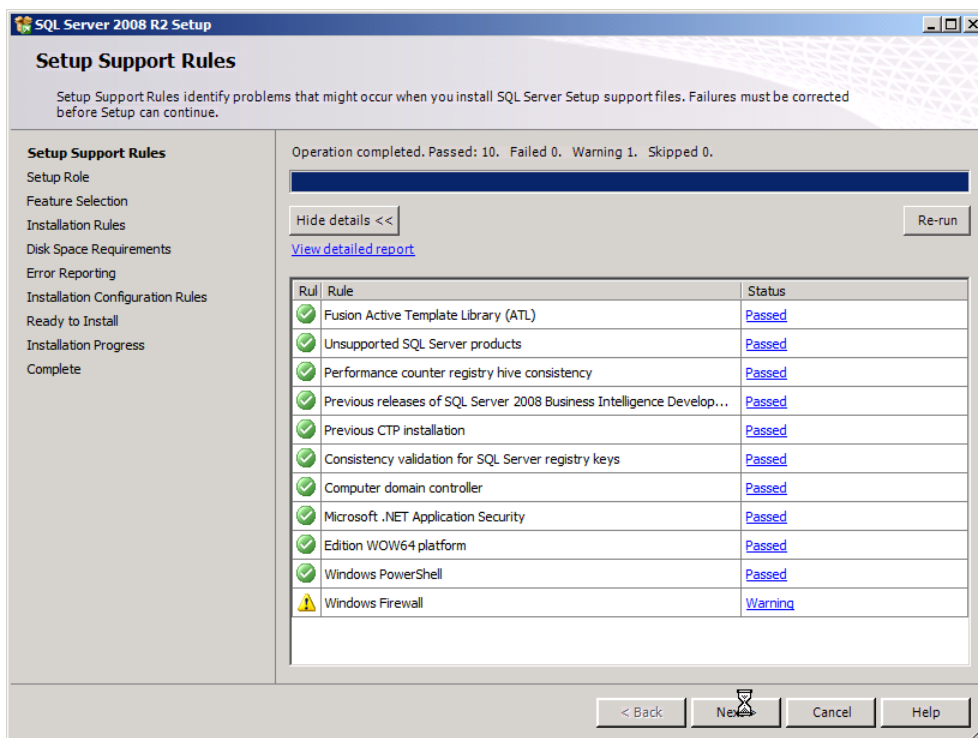 SQL Server 2008 R2 Setup
Setup Support Rules
Setup Support Rules identify problems that might occur when you install SQL Server Setup support files. Failures must be corrected
before Setup can continue.
Setup Support Rules
Setup Role
Feature Selection
Installation Rules
Disk Space Requirements
Error Reporting
Installation Configuration Rules
Ready to Install
Installation Progress
Complete
Operation completed. Passed: 10. Failed 0. Warning 1. Skipped 0.
Hide details <<
Re-run
View detailed report
Rul Rule Status
Fusion Active Template Library (ATL) Passed
Unsupported SQL Server products Passed
Performance counter registry hive consistency Passed
Previous releases of SQL Server 2008 Business Intelligence Develop... Passed
Previous CTP installation Passed
Consistency validation for SQL Server registry keys Passed
Computer domain controller Passed
Microsoft .NET Application Security Passed
Edition WOW64 platform Passed
Windows PowerShell Passed
Windows Firewall Warning
< Back Next > Cancel Help